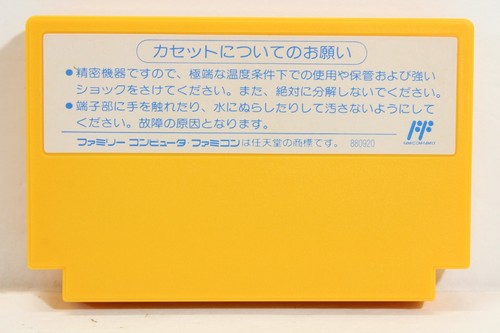 カセットについてのお願い
●精密機器ですので、極端な温度条件下での使用や保管および強い
ショックをさけてください。また、絶対に分解しないでください。
●端子部に手を触れたり、水にぬらしたりして汚さないようにして
ください。故障の原因となります。
ファミリー コンピュータ・ファミコンは任天堂の商標です。 880920